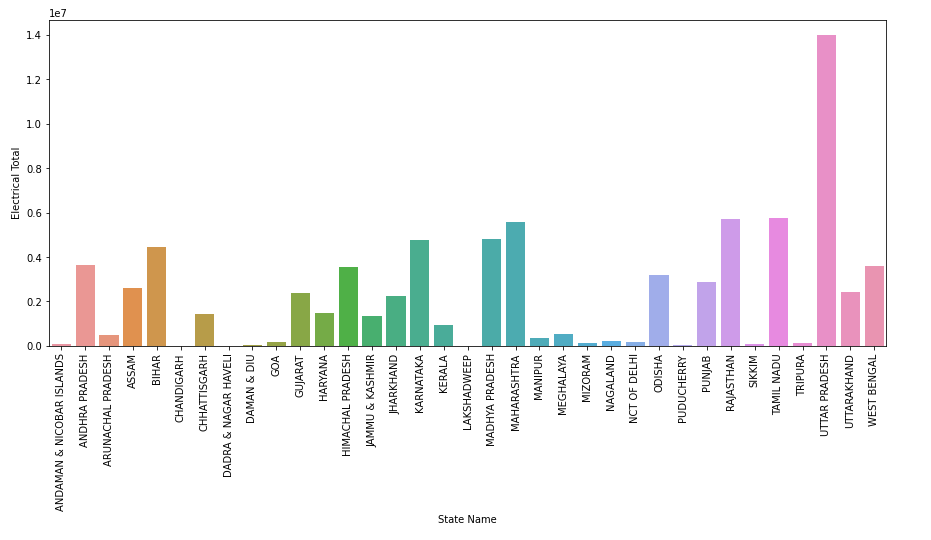 1e7
1.4
1.2
1.0
0.8
0.6
0.4
0.2
0.0
Electrical Total
ANDAMAN & NICOBAR ISLANDS
ANDHRA PRADESH
ARUNACHAL PRADESH
ASSAM
BIHAR
CHANDIGARH
CHHATTISGARH
DADRA & NAGAR HAVELI
DAMAN & DIU
GOA
GUJARAT
HARYANA
HIMACHAL PRADESH
JAMMU & KASHMIR
JHARKHAND
KARNATAKA
KERALA
LAKSHADWEEP
MADHYA PRADESH
MAHARASHTRA
MANIPUR
MEGHALAYA
MIZORAM
NAGALAND
NCT OF DELHI
ODISHA
PUDUCHERRY
PUNJAB
RAJASTHAN
SIKKIM
TAMIL NADU
TRIPURA
UTTAR PRADESH
UTTARAKHAND
WEST BENGAL
State Name